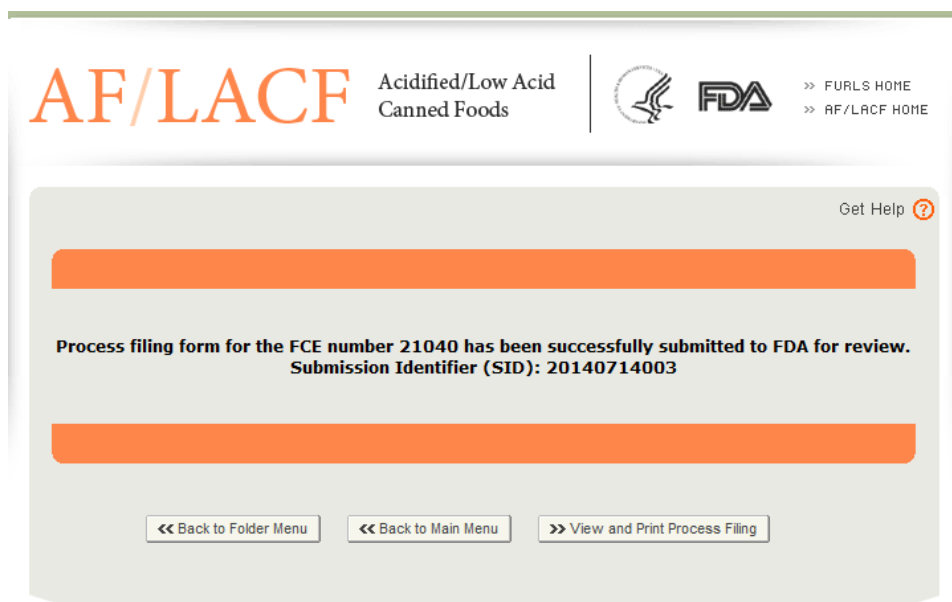 AF/LACF
Acidified/Low Acid
Canned Foods
FDA
>> FURLS HOME
>> AF/LACF HOME
Get Help ?
Process filing form for the FCE number 21040 has been successfully submitted to FDA for review.
Submission Identifier (SID): 20140714003
<< Back to Folder Menu
<< Back to Main Menu
>> View and Print Process Filing